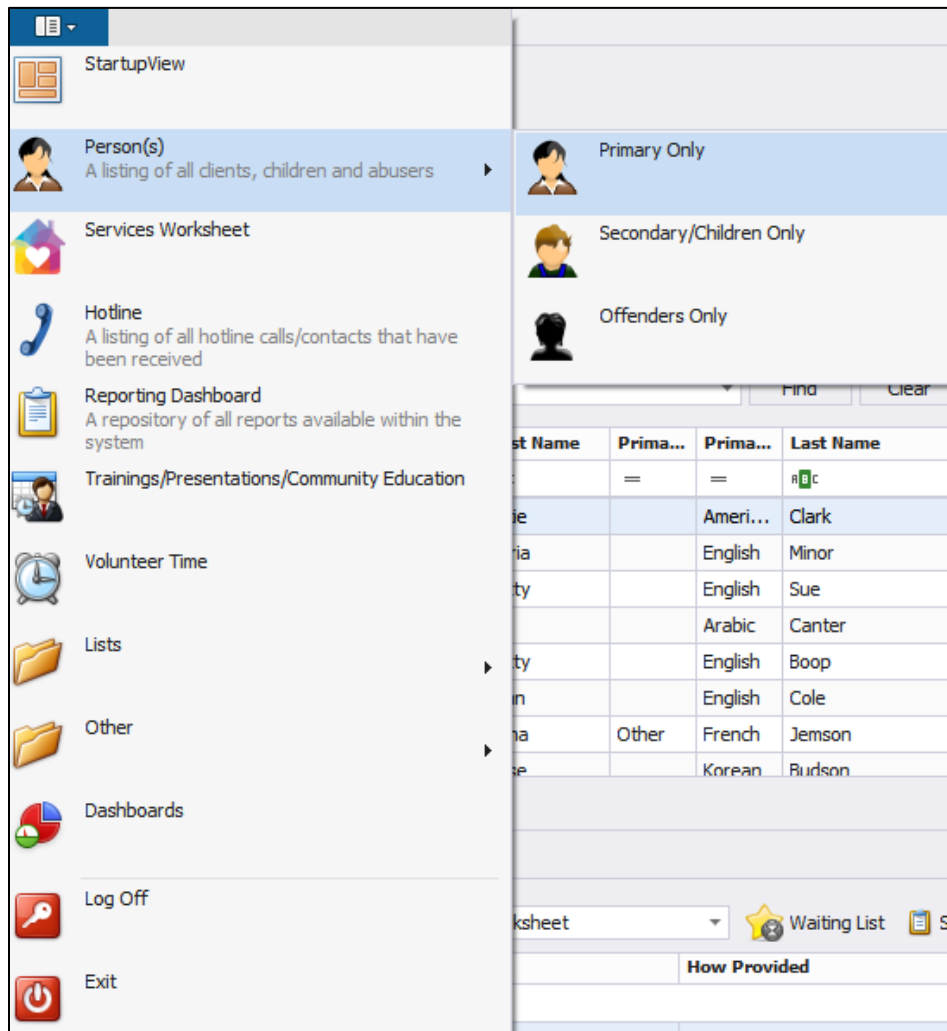 StartupView
Person(s)
A listing of all clients, children and abusers
Services Worksheet
Hotline
A listing of all hotline calls/contacts that have
been received
Reporting Dashboard
A repository of all reports available within the
system
Trainings/Presentations/Community Education
Volunteer Time
Lists
Other
Dashboards
Log Off
Exit
Primary Only
Secondary/Children Only
Offenders Only
Find Clear
st Name Prima... Prima... Last Name
= = ABC
ie Ameri... Clark
ria English Minor
ty English Sue
Arabic Canter
ty English Boop
n English Cole
na Other French Jemson
se Korean Budson
ksheet Waiting List S
How Provided